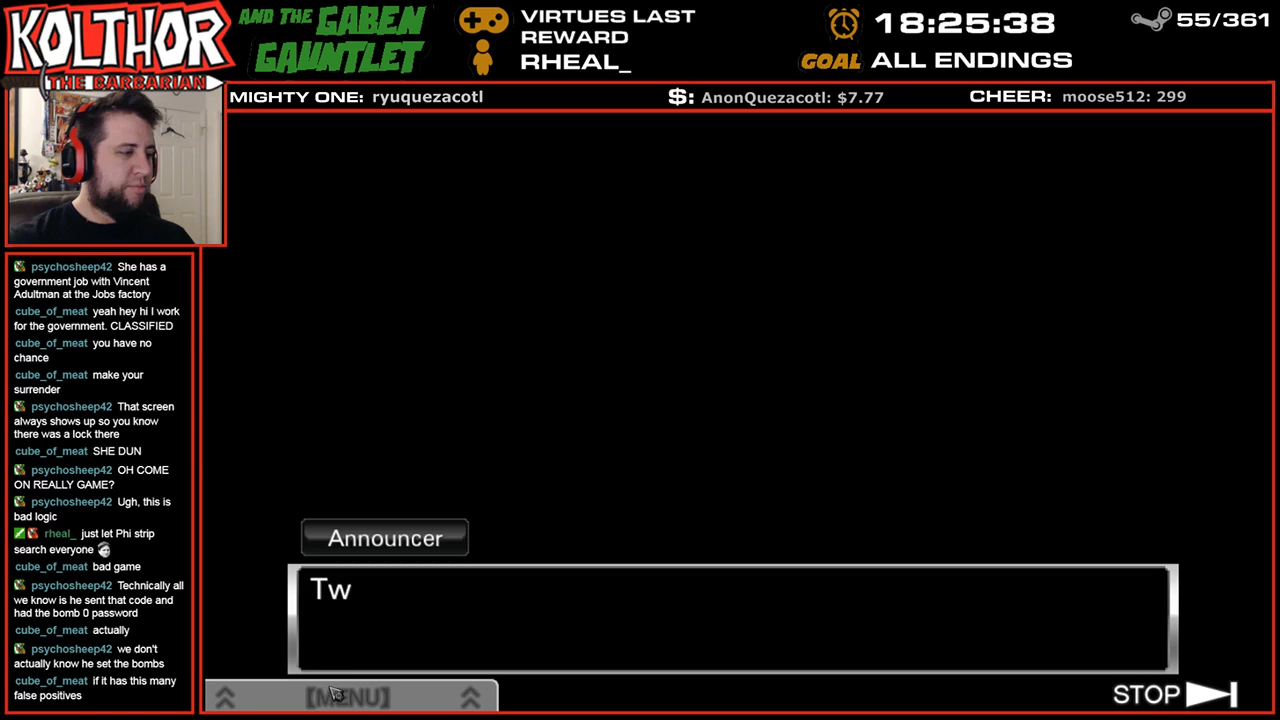 KOLTHOR
THE BARBARIAN
AND THE GABEN
GAUNTLET
VIRTUES LAST
REWARD
RHEAL_
18:25:38
GOAL ALL ENDINGS
55/361
MIGHTY ONE: ryuquezacotl
$: AnonQuezacotl: $7.77
CHEER: moose512: 299
psychosheep42 She has a
government job with Vincent
Adultman at the Jobs factory
cube_of_meat yeah hey hi I work
for the government. CLASSIFIED
cube_of_meat you have no
chance
cube_of_meat make your
surrender
psychosheep42 That screen
always shows up so you know
there was a lock there
cube_of_meat SHE DUN
psychosheep42 OH COME
ON REALLY GAME?
psychosheep42 Ugh, this is
bad logic
rheal_ just let Phi strip
search everyone
cube_of_meat bad game
psychosheep42 Technically all
we know is he sent that code and
had the bomb 0 password
cube_of_meat actually
psychosheep42 we don't
actually know he set the bombs
cube_of_meat if it has this many
false positives
Announcer
Tw
[MENU]
STOP